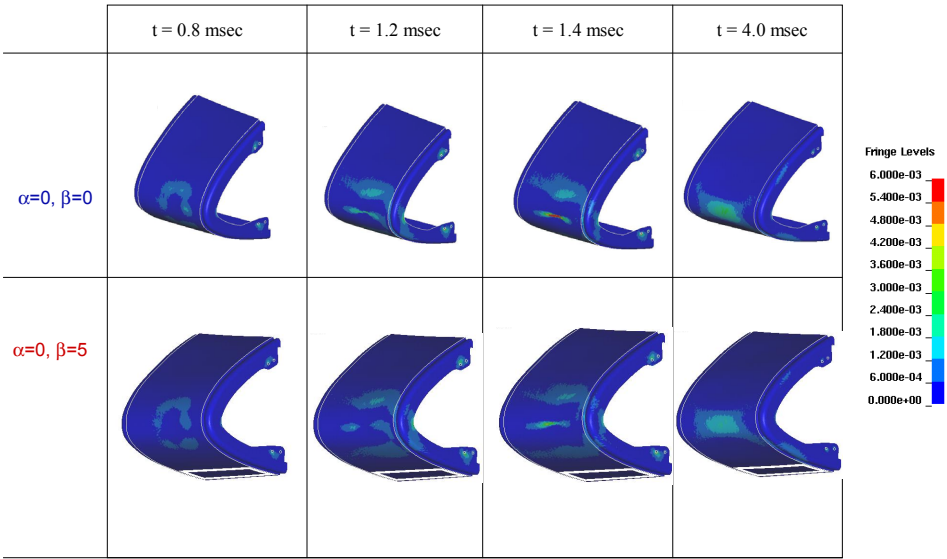 t = 0.8 msec
t = 1.2 msec
t = 1.4 msec
t = 4.0 msec
α=0, β=0
α=0, β=5
Fringe Levels
6.000e-03
5.400e-03
4.800e-03
4.200e-03
3.600e-03
3.000e-03
2.400e-03
1.800e-03
1.200e-03
6.000e-04
0.000e+00